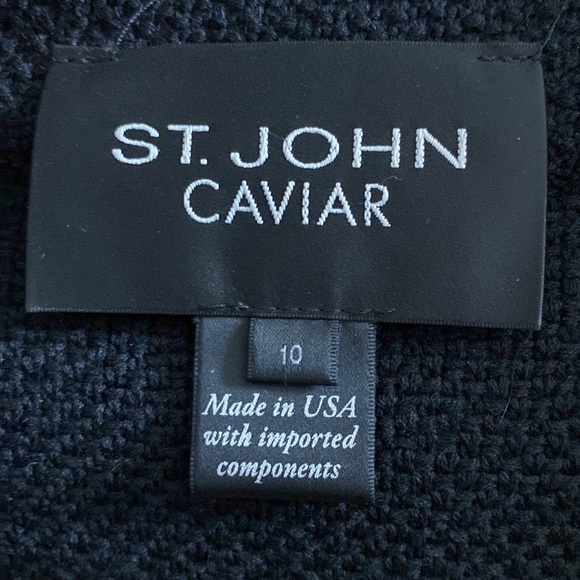 ST. JOHN
CAVIAR
10
Made in USA
with imported
components